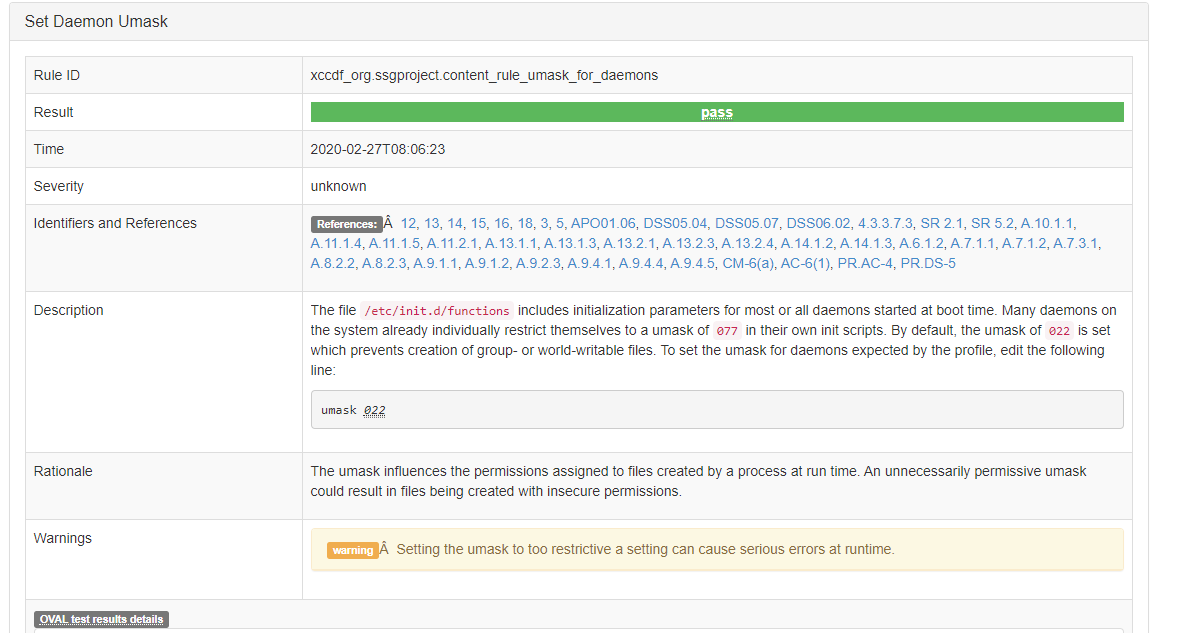 Set Daemon Umask
Rule ID
xccdf_org.ssgproject.content_rule_umask_for_daemons
Result
pass
Time
2020-02-27T08:06:23
Severity
unknown
Identifiers and References
References:Â 12, 13, 14, 15, 16, 18, 3, 5, APO01.06, DSS05.04, DSS05.07, DSS06.02, 4.3.3.7.3, SR 2.1, SR 5.2, A.10.1.1,
A.11.1.4, A.11.1.5, A.11.2.1, A.13.1.1, A.13.1.3, A.13.2.1, A.13.2.3, A.13.2.4, A.14.1.2, A.14.1.3, A.6.1.2, A.7.1.1, A.7.1.2, A.7.3.1,
A.8.2.2, A.8.2.3, A.9.1.1, A.9.1.2, A.9.2.3, A.9.4.1, A.9.4.4, A.9.4.5, CM-6(a), AC-6(1), PR.AC-4, PR.DS-5
Description
The file /etc/init.d/functions includes initialization parameters for most or all daemons started at boot time. Many daemons on
the system already individually restrict themselves to a umask of 077 in their own init scripts. By default, the umask of 022 is set
which prevents creation of group- or world-writable files. To set the umask for daemons expected by the profile, edit the following
line:
umask 022
Rationale
The umask influences the permissions assigned to files created by a process at run time. An unnecessarily permissive umask
could result in files being created with insecure permissions.
Warnings
warningÂ Setting the umask to too restrictive a setting can cause serious errors at runtime.
OVAL test results details